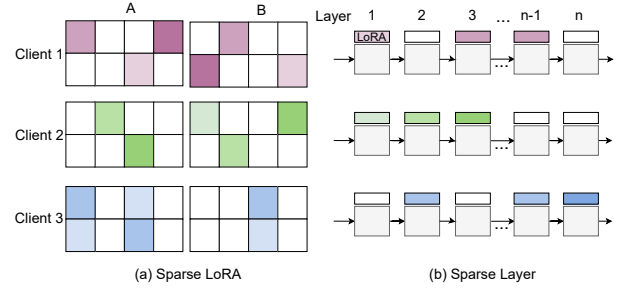 A B
Layer 1 2 3 ... n-1 n
Client 1
LoRA
...
Client 2
...
Client 3
...
(a) Sparse LoRA
(b) Sparse Layer